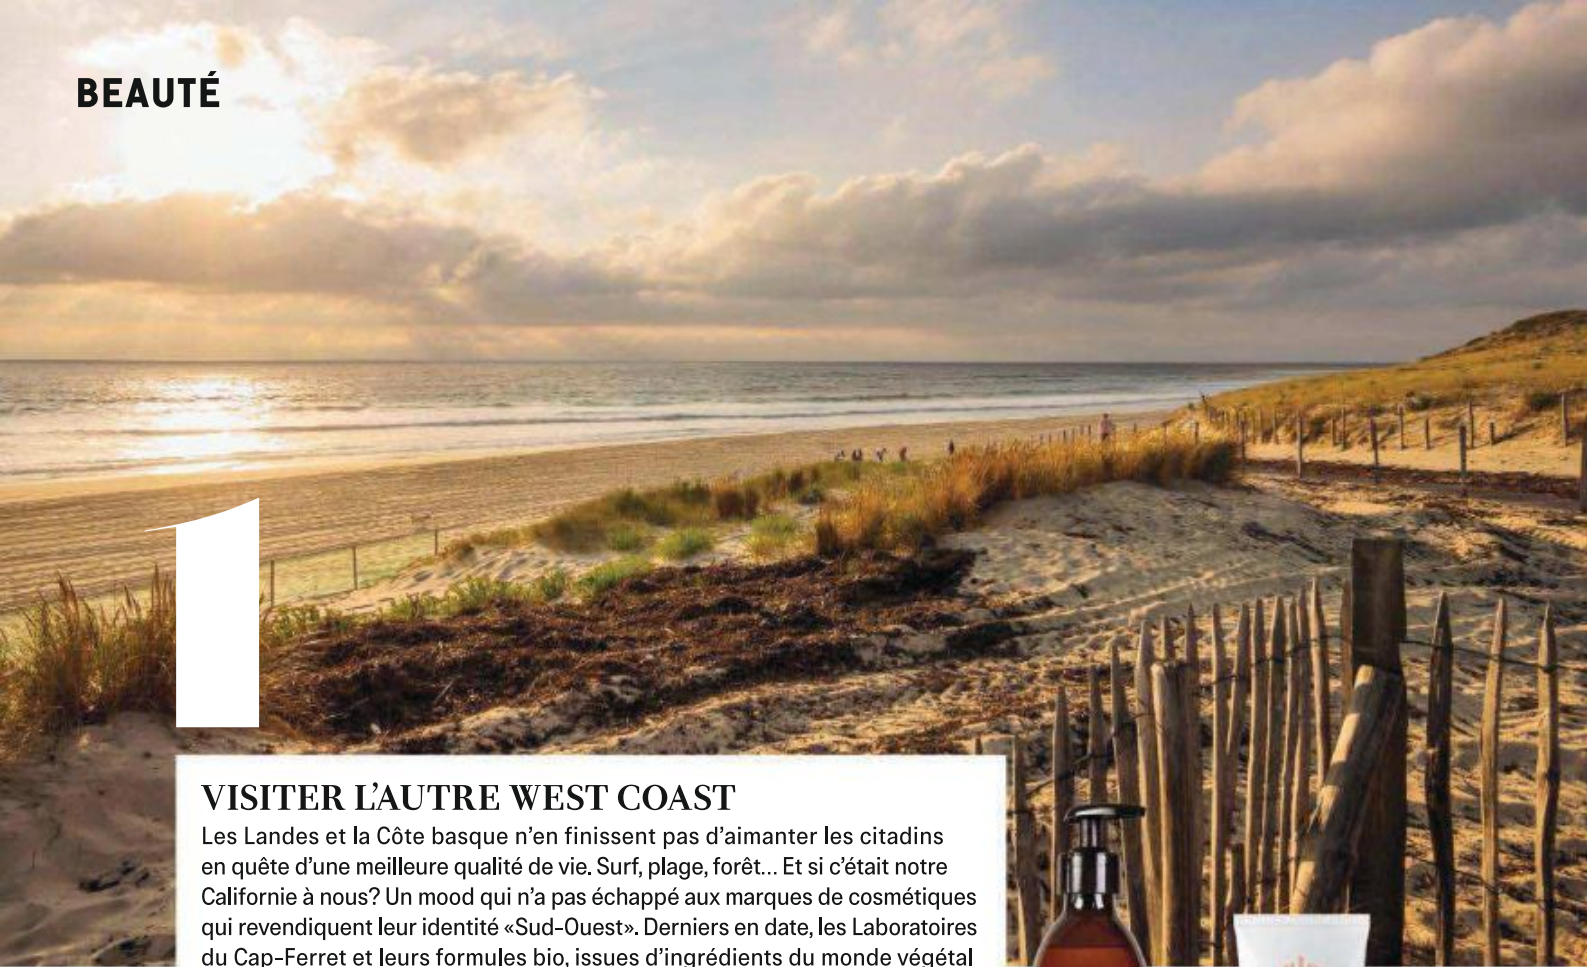 BEAUTÉ
1
VISITER L'AUTRE WEST COAST
Les Landes et la Côte basque n'en finissent pas d'aimanter les citadins
en quête d'une meilleure qualité de vie. Surf, plage, forêt... Et si c'était notre
Californie à nous? Un mood qui n'a pas échappé aux marques de cosmétiques
qui revendiquent leur identité «Sud-Ouest». Derniers en date, les Laboratoires
du Cap-Ferret et leurs formules bio, issues d'ingrédients du monde végétal